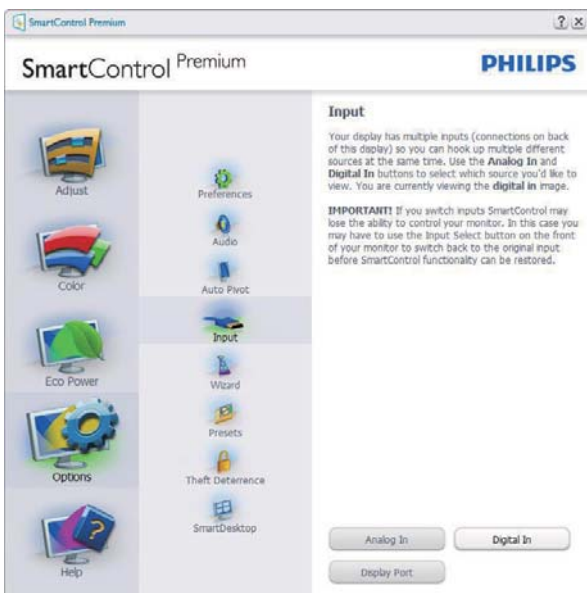 SmartControl Premium
SmartControl Premium
PHILIPS
Adjust
Color
Eco Power
Options
Help
Preferences
Audio
Auto Pivot
Input
Wizard
Presets
Theft Deterrence
SmartDesktop
Input
Your display has multiple inputs (connections on back
of this display) so you can hook up multiple different
sources at the same time. Use the Analog In and
Digital In buttons to select which source you'd like to
view. You are currently viewing the digital in image.
IMPORTANT! If you switch inputs SmartControl may
lose the ability to control your monitor. In this case you
may have to use the Input Select button on the front
of your monitor to switch back to the original input
before SmartControl functionality can be restored.
Analog In
Digital In
Display Port